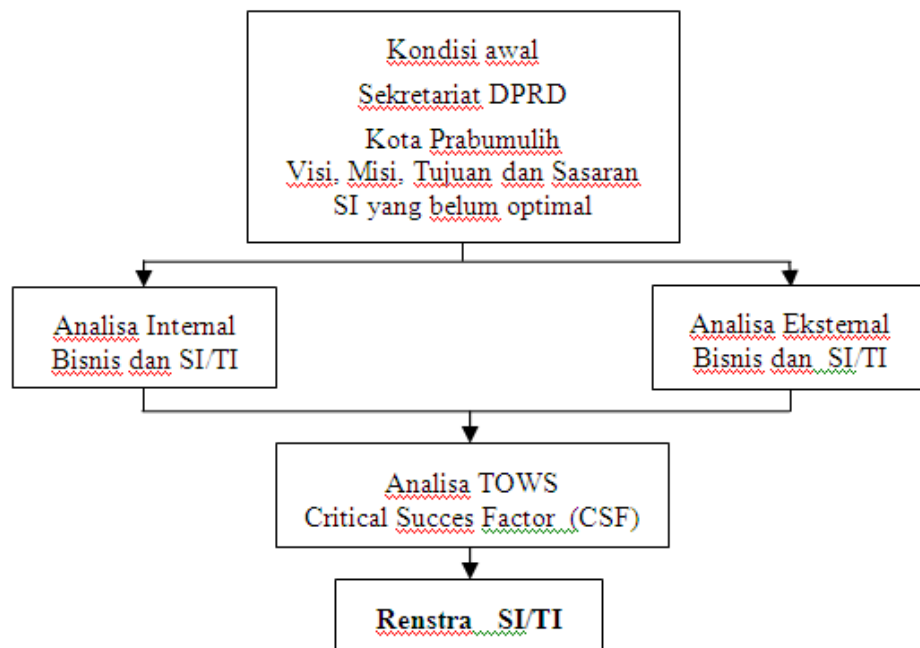 Kondisi awal
Sekretariat DPRD
Kota Prabumulih
Visi, Misi, Tujuan dan Sasaran
SI yang belum optimal
Analisa Internal
Bisnis dan SI/TI
Analisa Eksternal
Bisnis dan SI/TI
Analisa TOWS
Critical Succes Factor (CSF)
Renstra SI/TI